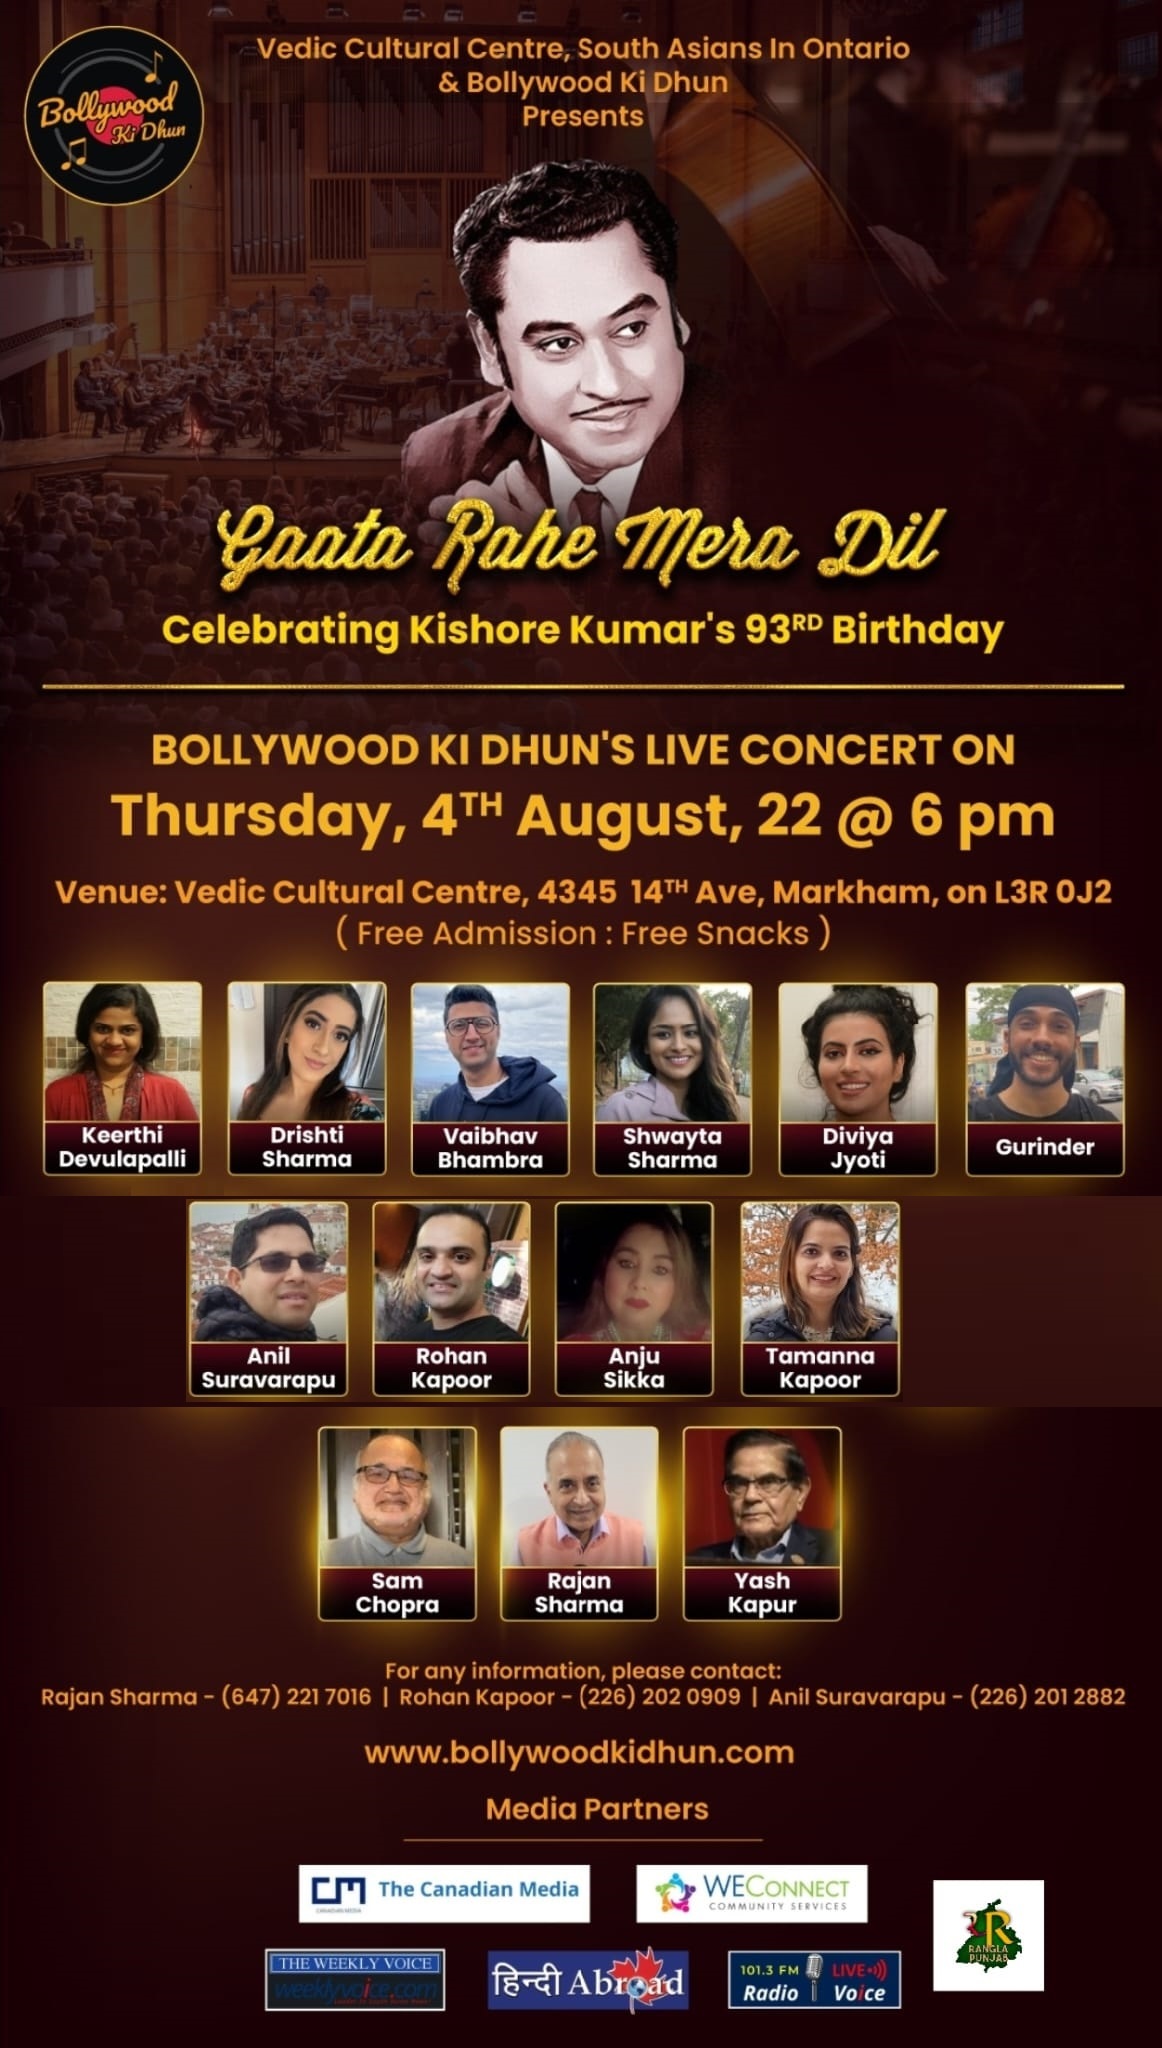 Vedic Cultural Centre, South Asians In Ontario
& Bollywood Ki Dhun
Presents
Bollywood
Ki Dhun
Gaata Rahe Mera Dil
Celebrating Kishore Kumar's 93RD Birthday
BOLLYWOOD KI DHUN'S LIVE CONCERT ON
Thursday, 4TH August, 22 @ 6 pm
Venue: Vedic Cultural Centre, 4345 14TH Ave, Markham, on L3R 0J2
( Free Admission : Free Snacks )
Keerthi
Devulapalli
Drishti
Sharma
Vaibhav
Bhambra
Shwayta
Sharma
Diviya
Jyoti
Gurinder
Anil
Suravarapu
Rohan
Kapoor
Anju
Sikka
Tamanna
Kapoor
Sam
Chopra
Rajan
Sharma
Yash
Kapur
For any information, please contact:
Rajan Sharma - (647) 221 7016 | Rohan Kapoor - (226) 202 0909 | Anil Suravarapu - (226) 201 2882
www.bollywoodkidhun.com
Media Partners
CM The Canadian Media
CANADIAN MEDIA
WECONNECT
COMMUNITY SERVICES
R
RANGLA
PUNJAB
THE WEEKLY VOICE
weeklyvoice.com
हिन्दी Abroad
101.3 FM LIVE
Radio Voice